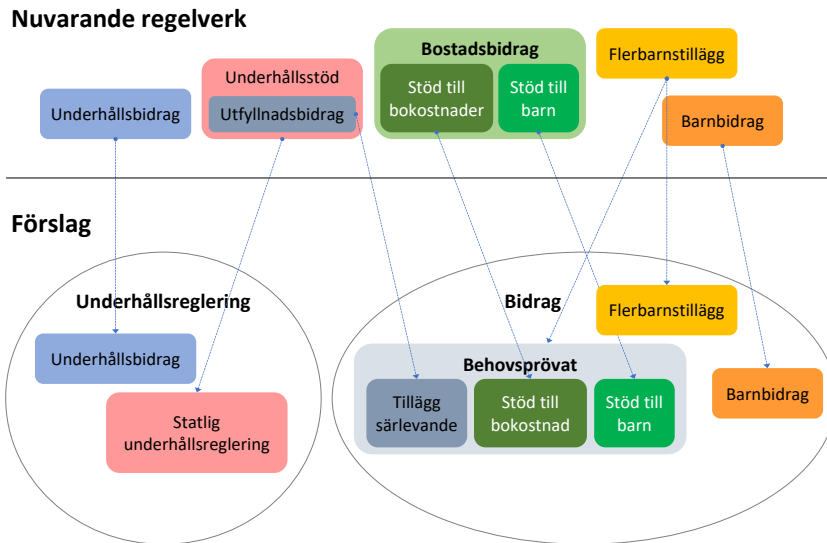 Nuvarande regelverk
Underhållsbidrag
Underhållsstöd
Utfyllnadsbidrag
Bostadsbidrag
Stöd till
bokostnader
Stöd till
barn
Flerbarnstillägg
Barnbidrag
Förslag
Underhållsreglering
Underhållsbidrag
Statlig
underhållsreglering
Bidrag
Flerbarnstillägg
Behovsprövat
Tillägg
särlevande
Stöd till
bokostnad
Stöd till
barn
Barnbidrag